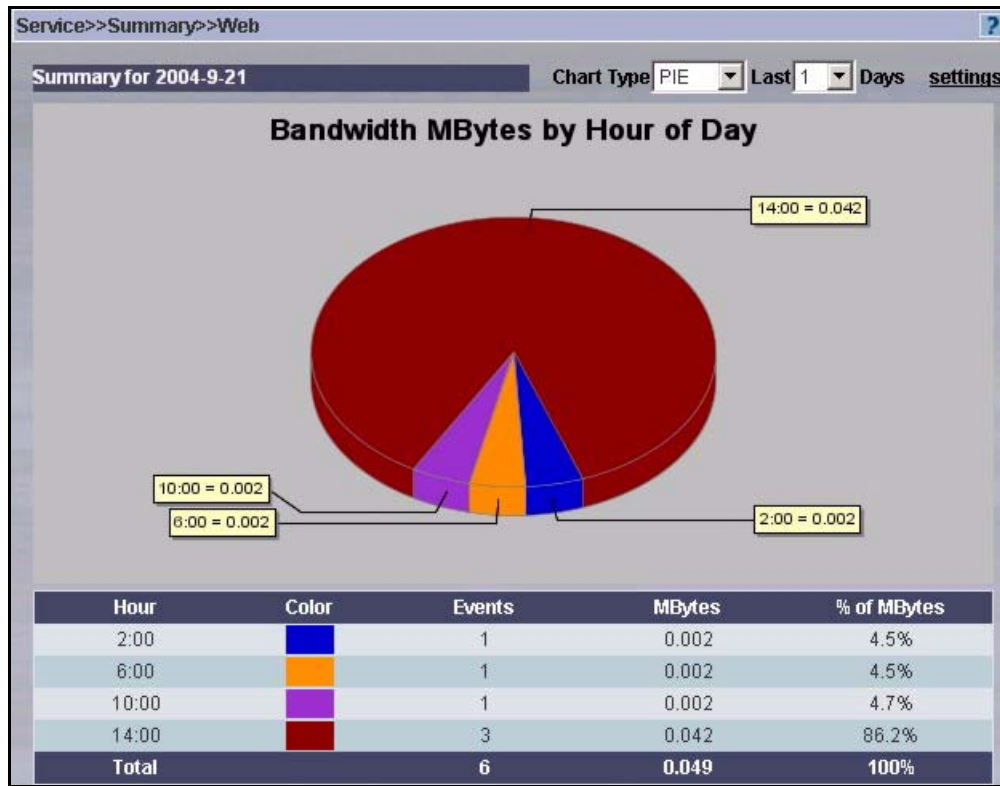 Service>>Summary>>Web ?
Summary for 2004-9-21 Chart Type PIE Last 1 Days settings
Bandwidth MBytes by Hour of Day
14:00 = 0.042
10:00 = 0.002
6:00 = 0.002
2:00 = 0.002
Hour Color Events MBytes % of MBytes
2:00 1 0.002 4.5%
6:00 1 0.002 4.5%
10:00 1 0.002 4.7%
14:00 3 0.042 86.2%
Total 6 0.049 100%